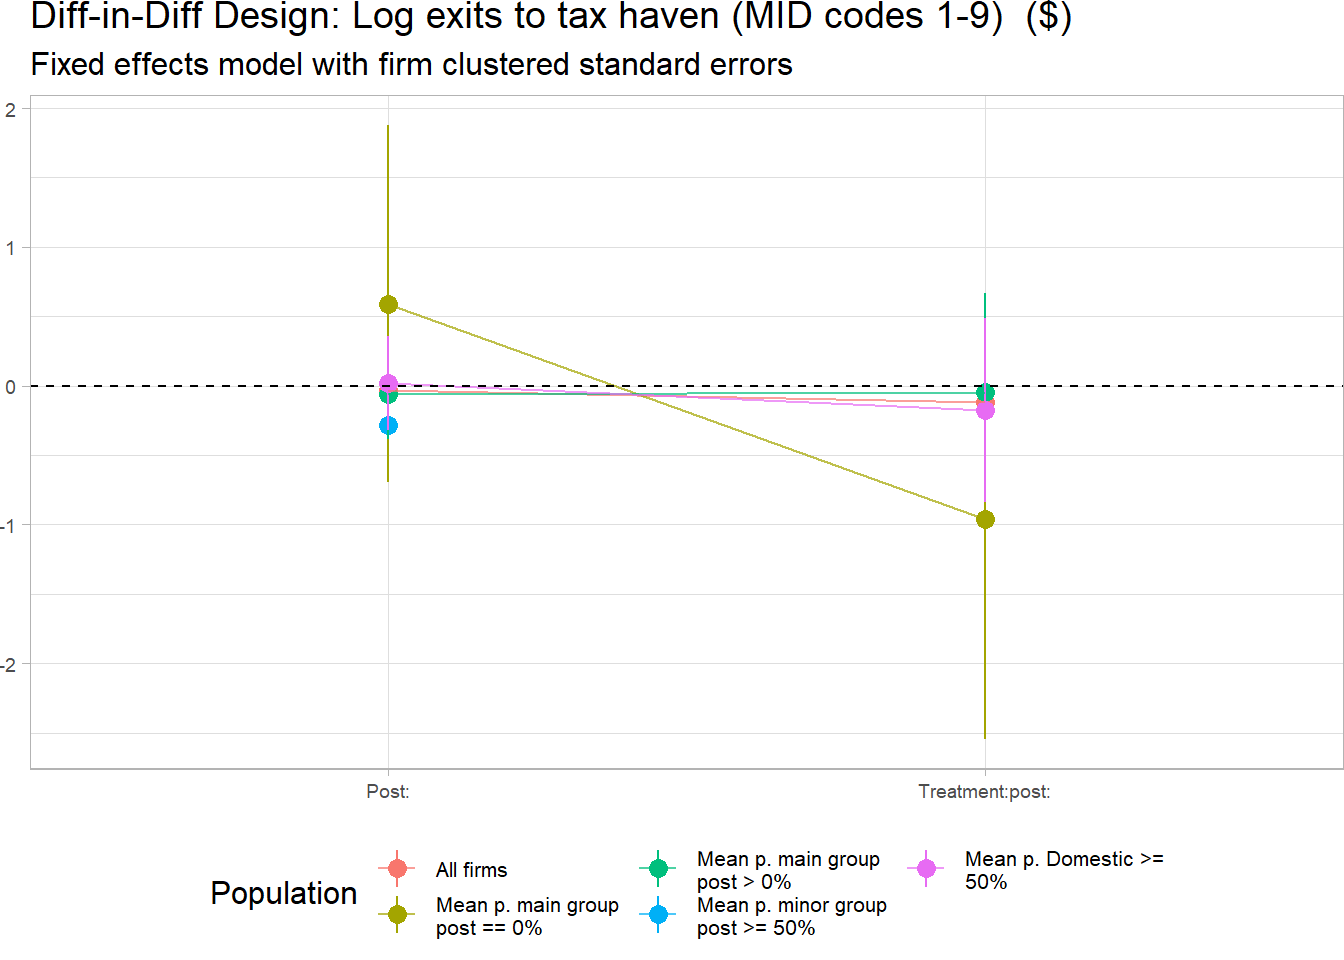 Diff-in-Diff Design: Log exits to tax haven (MID codes 1-9)  ($)
Fixed effects model with firm clustered standard errors
2
1
0
-1
-2
Post:
Treatment:post:
Population
All firms
Mean p. main group
post == 0%
Mean p. main group
post > 0%
Mean p. minor group
post >= 50%
Mean p. Domestic >=
50%